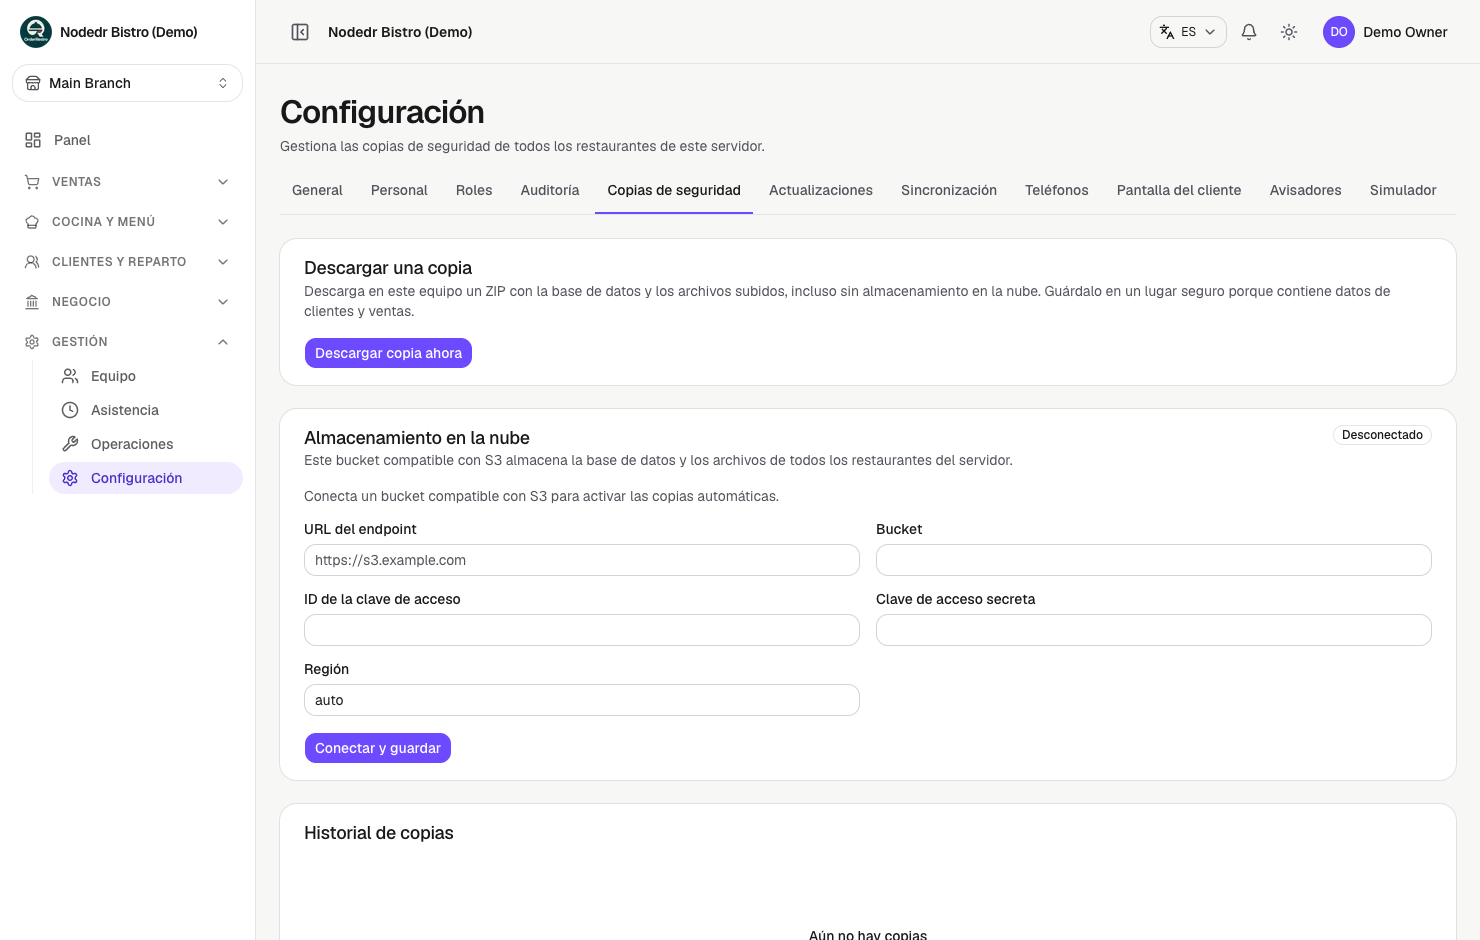 Nodedr Bistro (Demo)
Main Branch
Panel
VENTAS
COCINA Y MENÚ
CLIENTES Y REPARTO
NEGOCIO
GESTIÓN
Equipo
Asistencia
Operaciones
Configuración
Nodedr Bistro (Demo)
ES
DO
Demo Owner
Configuración
Gestiona las copias de seguridad de todos los restaurantes de este servidor.
General
Personal
Roles
Auditoría
Copias de seguridad
Actualizaciones
Sincronización
Teléfonos
Pantalla del cliente
Avisadores
Simulador
Descargar una copia
Descarga en este equipo un ZIP con la base de datos y los archivos subidos, incluso sin almacenamiento en la nube. Guárdalo en un lugar seguro porque contiene datos de
clientes y ventas.
Descargar copia ahora
Almacenamiento en la nube
Desconectado
Este bucket compatible con S3 almacena la base de datos y los archivos de todos los restaurantes del servidor.
Conecta un bucket compatible con S3 para activar las copias automáticas.
URL del endpoint
https://s3.example.com
Bucket
ID de la clave de acceso
Clave de acceso secreta
Región
auto
Conectar y guardar
Historial de copias
Aún no hay copias